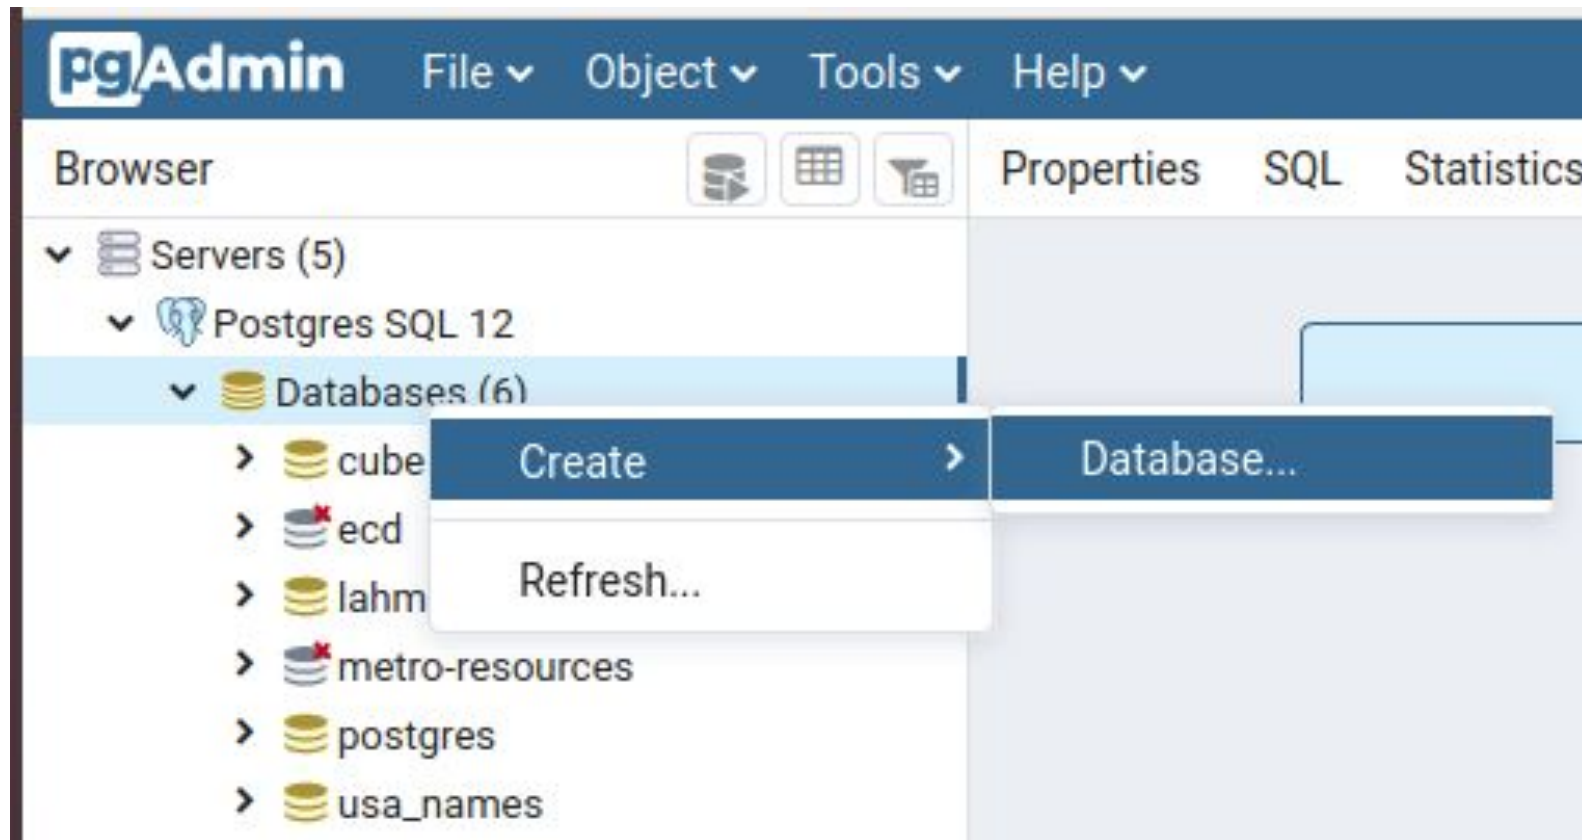 pgAdmin File Object Tools Help
Browser Properties SQL Statistics
Servers (5)
Postgres SQL 12
Databases (6)
cube Create Database...
ecd
Refresh...
lahm
metro-resources
postgres
usa_names